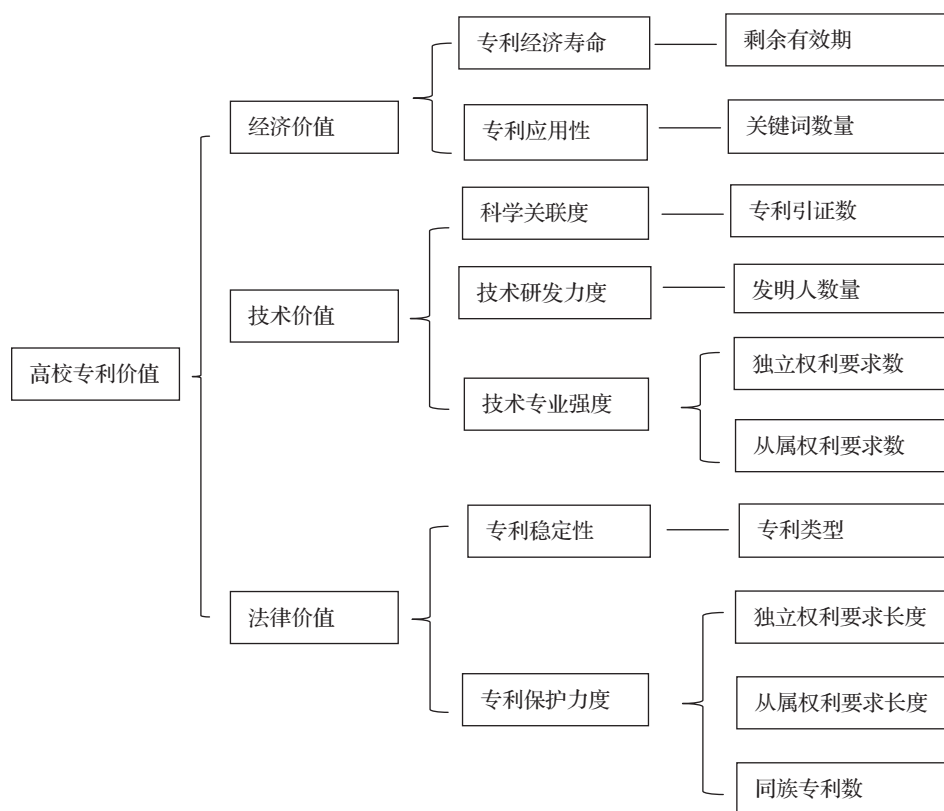 高校专利价值
经济价值
专利经济寿命
剩余有效期
专利应用性
关键词数量
技术价值
科学关联度
专利引证数
技术研发力度
发明人数量
技术专业强度
独立权利要求数
从属权利要求数
法律价值
专利稳定性
专利类型
专利保护力度
独立权利要求长度
从属权利要求长度
同族专利数